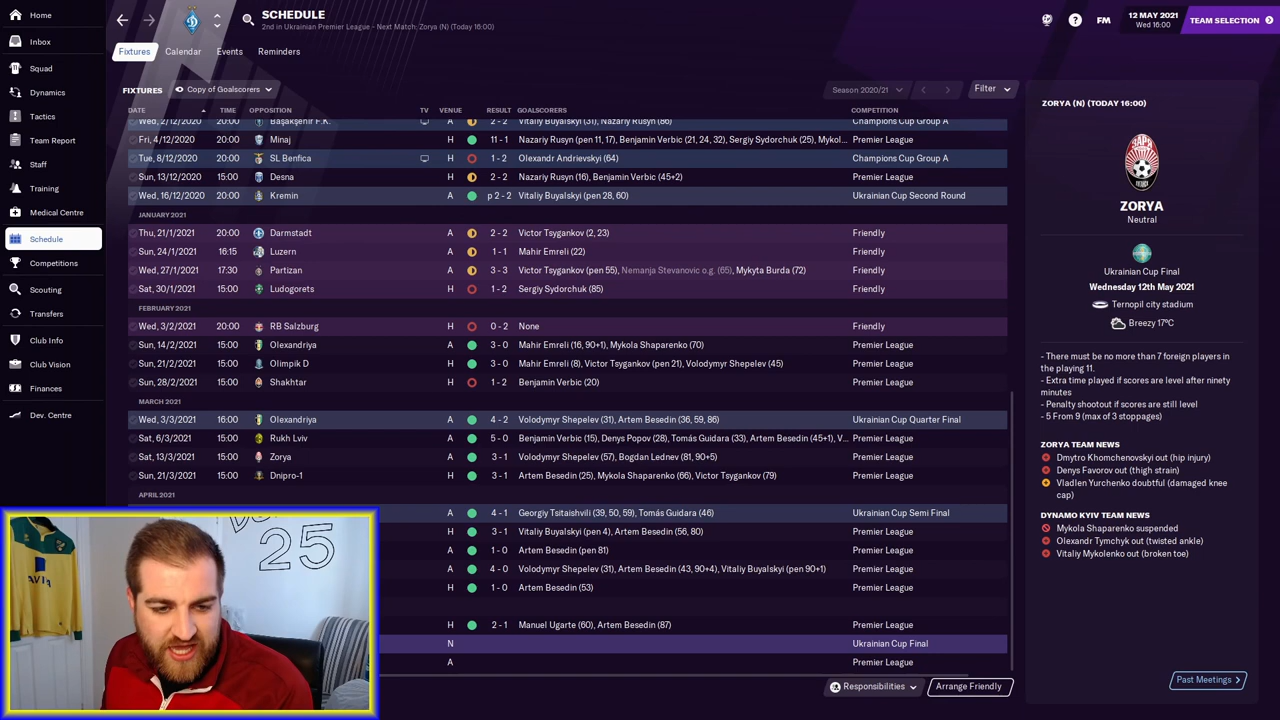 Home
SCHEDULE
2nd in Ukrainian Premier League - Next Match: Zorya (N) (Today 16:00)
FM
12 MAY 2021
Wed 16:00
TEAM SELECTION
Inbox
Squad
Dynamics
Tactics
Team Report
Staff
Training
Medical Centre
Schedule
Competitions
Scouting
Transfers
Club Info
Club Vision
Finances
Dev. Centre
Fixtures Calendar Events Reminders
FIXTURES Copy of Goalscorers Season 2020/21 Filter
DATE TIME OPPOSITION TV VENUE RESULT GOALSCORERS COMPETITION
Wed, 2/12/2020 20:00 Başakşehir F.K. A 2 - 2 Vitaliy Buyalskyi (31), Nazariy Rusyn (86) Champions Cup Group A
Fri, 4/12/2020 20:00 Minaj H 11 - 1 Nazariy Rusyn (pen 11, 17), Benjamin Verbic (21, 24, 32), Sergiy Sydorchuk (25), Mykol... Premier League
Tue, 8/12/2020 20:00 SL Benfica H 1 - 2 Olexandr Andrievskyi (64) Champions Cup Group A
Sun, 13/12/2020 15:00 Desna H 2 - 2 Nazariy Rusyn (16), Benjamin Verbic (45+2) Premier League
Wed, 16/12/2020 20:00 Kremin A p 2 - 2 Vitaliy Buyalskyi (pen 28, 60) Ukrainian Cup Second Round
JANUARY 2021
Thu, 21/1/2021 20:00 Darmstadt A 2 - 2 Victor Tsygankov (2, 23) Friendly
Sun, 24/1/2021 16:15 Luzern A 1 - 1 Mahir Emreli (22) Friendly
Wed, 27/1/2021 17:30 Partizan A 3 - 3 Victor Tsygankov (pen 55), Nemanja Stevanovic o.g. (65), Mykyta Burda (72) Friendly
Sat, 30/1/2021 15:00 Ludogorets H 1 - 2 Sergiy Sydorchuk (85) Friendly
FEBRUARY 2021
Wed, 3/2/2021 20:00 RB Salzburg H 0 - 2 None Friendly
Sun, 14/2/2021 15:00 Olexandriya A 3 - 0 Mahir Emreli (16, 90+1), Mykola Shaparenko (70) Premier League
Sun, 21/2/2021 15:00 Olimpik D H 3 - 0 Mahir Emreli (8), Victor Tsygankov (pen 21), Volodymyr Shepelev (45) Premier League
Sun, 28/2/2021 15:00 Shakhtar H 1 - 2 Benjamin Verbic (20) Premier League
MARCH 2021
Wed, 3/3/2021 16:00 Olexandriya A 4 - 2 Volodymyr Shepelev (31), Artem Besedin (36, 59, 86) Ukrainian Cup Quarter Final
Sat, 6/3/2021 15:00 Rukh Lviv A 5 - 0 Benjamin Verbic (15), Denys Popov (28), Tomás Guidara (33), Artem Besedin (45+1), V... Premier League
Sat, 13/3/2021 15:00 Zorya A 3 - 1 Volodymyr Shepelev (57), Bogdan Lednev (81, 90+5) Premier League
Sun, 21/3/2021 15:00 Dnipro-1 H 3 - 1 Artem Besedin (25), Mykola Shaparenko (66), Victor Tsygankov (79) Premier League
APRIL 2021
A 4 - 1 Georgiy Tsitaishvili (39, 50, 59), Tomás Guidara (46) Ukrainian Cup Semi Final
H 3 - 1 Vitaliy Buyalskyi (pen 4), Artem Besedin (56, 80) Premier League
A 1 - 0 Artem Besedin (pen 81) Premier League
A 4 - 0 Volodymyr Shepelev (31), Artem Besedin (43, 90+4), Vitaliy Buyalskyi (pen 90+1) Premier League
H 1 - 0 Artem Besedin (53) Premier League
H 2 - 1 Manuel Ugarte (60), Artem Besedin (87) Premier League
N Ukrainian Cup Final
A Premier League
Responsibilities Arrange Friendly
ZORYA (N) (TODAY 16:00)
ЗАРЯ
ZORYA
Neutral
Ukrainian Cup Final
Wednesday 12th May 2021
Ternopil city stadium
Breezy 17°C
- There must be no more than 7 foreign players in
the playing 11.
- Extra time played if scores are level after ninety
minutes
- Penalty shootout if scores are still level
- 5 From 9 (max of 3 stoppages)
ZORYA TEAM NEWS
Dmytro Khomchenovskyi out (hip injury)
Denys Favorov out (thigh strain)
Vladlen Yurchenko doubtful (damaged knee
cap)
DYNAMO KYIV TEAM NEWS
Mykola Shaparenko suspended
Olexandr Tymchyk out (twisted ankle)
Vitaliy Mykolenko out (broken toe)
Past Meetings
25